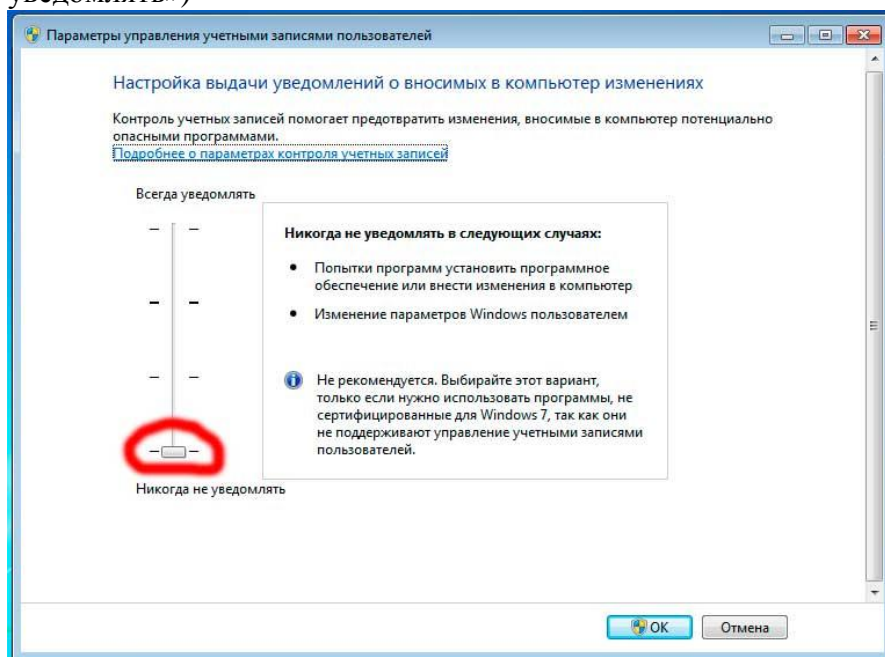 уведомлять»)
Параметры управления учетными записями пользователей
Настройка выдачи уведомлений о вносимых в компьютер изменениях
Контроль учетных записей помогает предотвратить изменения, вносимые в компьютер потенциально
опасными программами.
Подробнее о параметрах контроля учетных записей
Всегда уведомлять
Никогда не уведомлять в следующих случаях:
• Попытки программ установить программное
обеспечение или внести изменения в компьютер
• Изменение параметров Windows пользователем
Не рекомендуется. Выбирайте этот вариант,
только если нужно использовать программы, не
сертифицированные для Windows 7, так как они
не поддерживают управление учетными записями
пользователей.
Никогда не уведомлять
ОК
Отмена